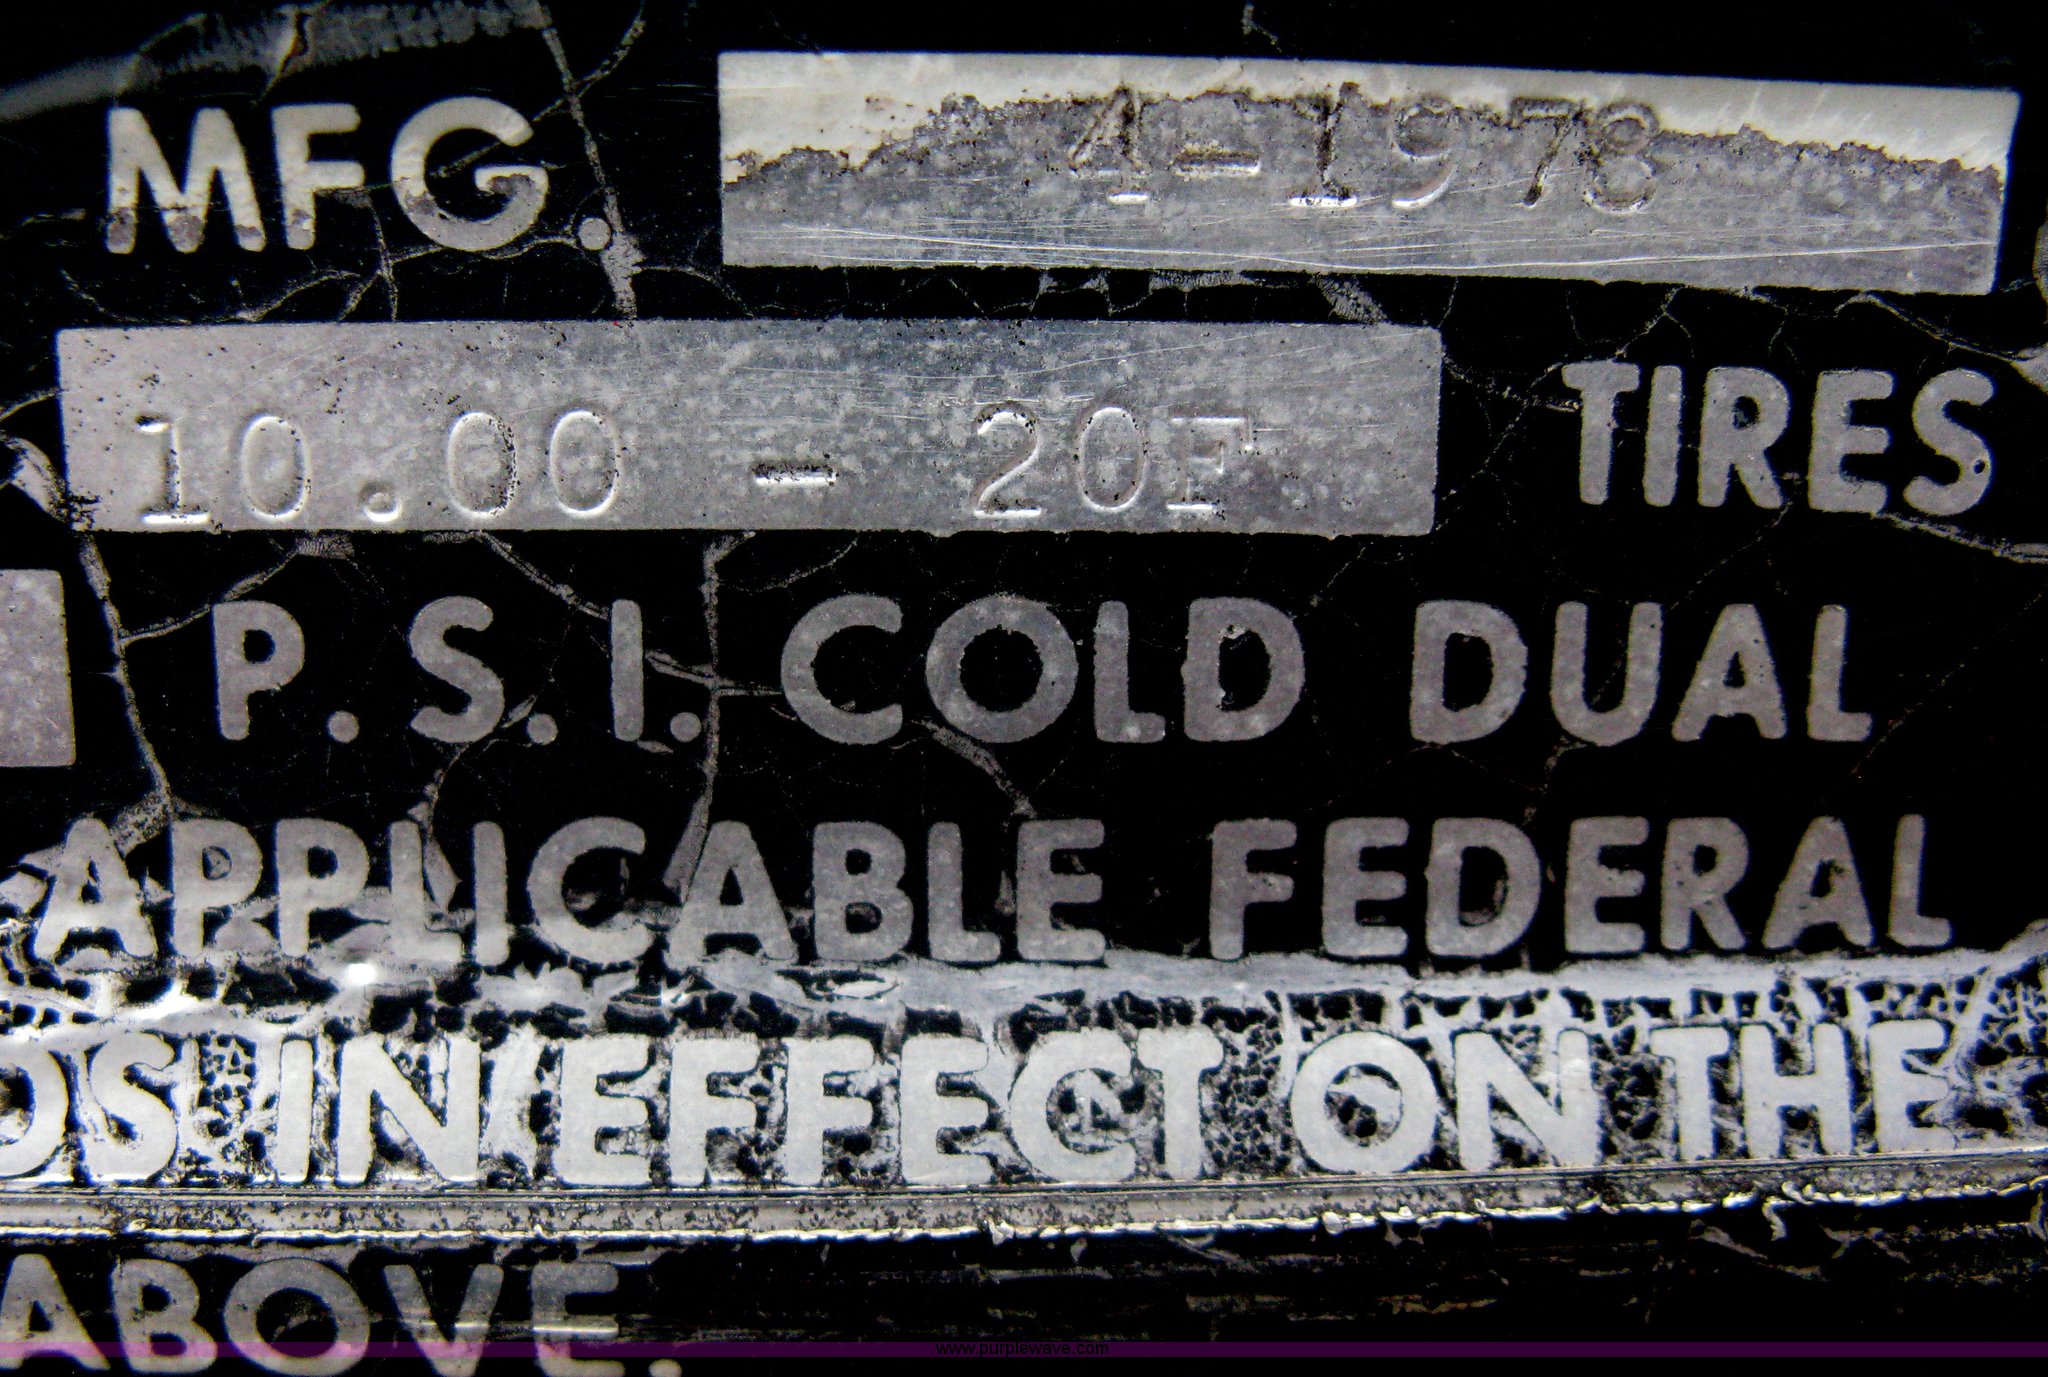 MFG. 4-1978
10.00 - 20F TIRES
P.S.I. COLD DUAL
APPLICABLE FEDERAL
DS IN EFFECT ON THE
ABOVE.
www.purplewave.com